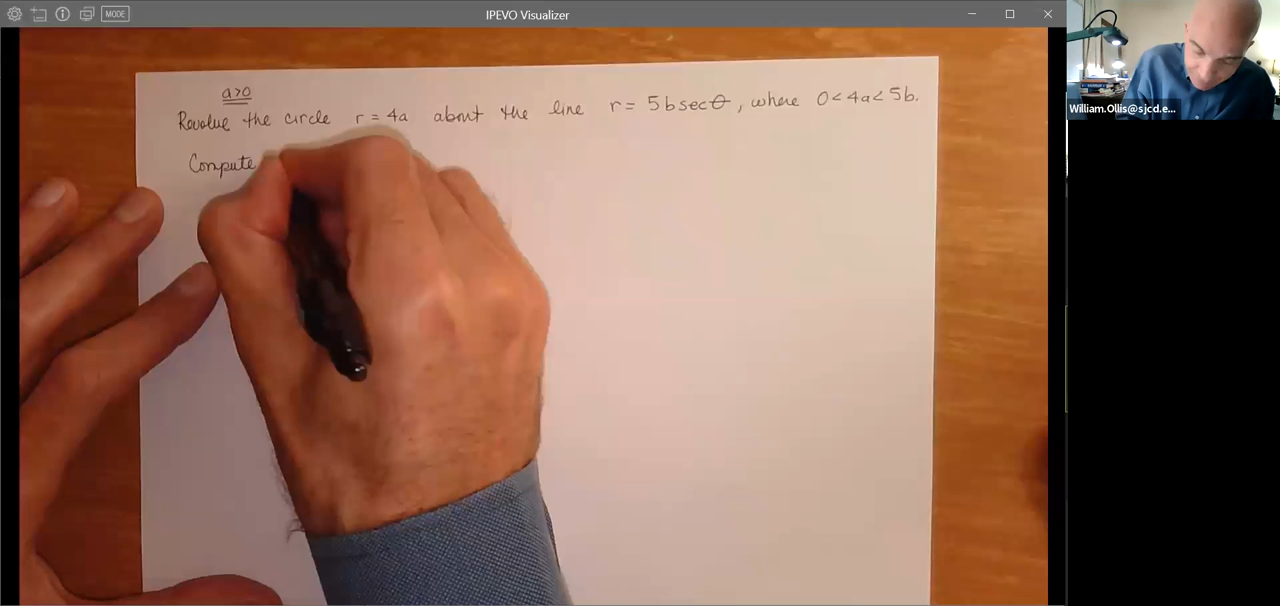 MODE
IPEVO Visualizer
a>0
Revolve the circle r = 4a about the line r = 5b secθ, where 0 < 4a < 5b.
Compute
William.Ollis@sjcd.e...